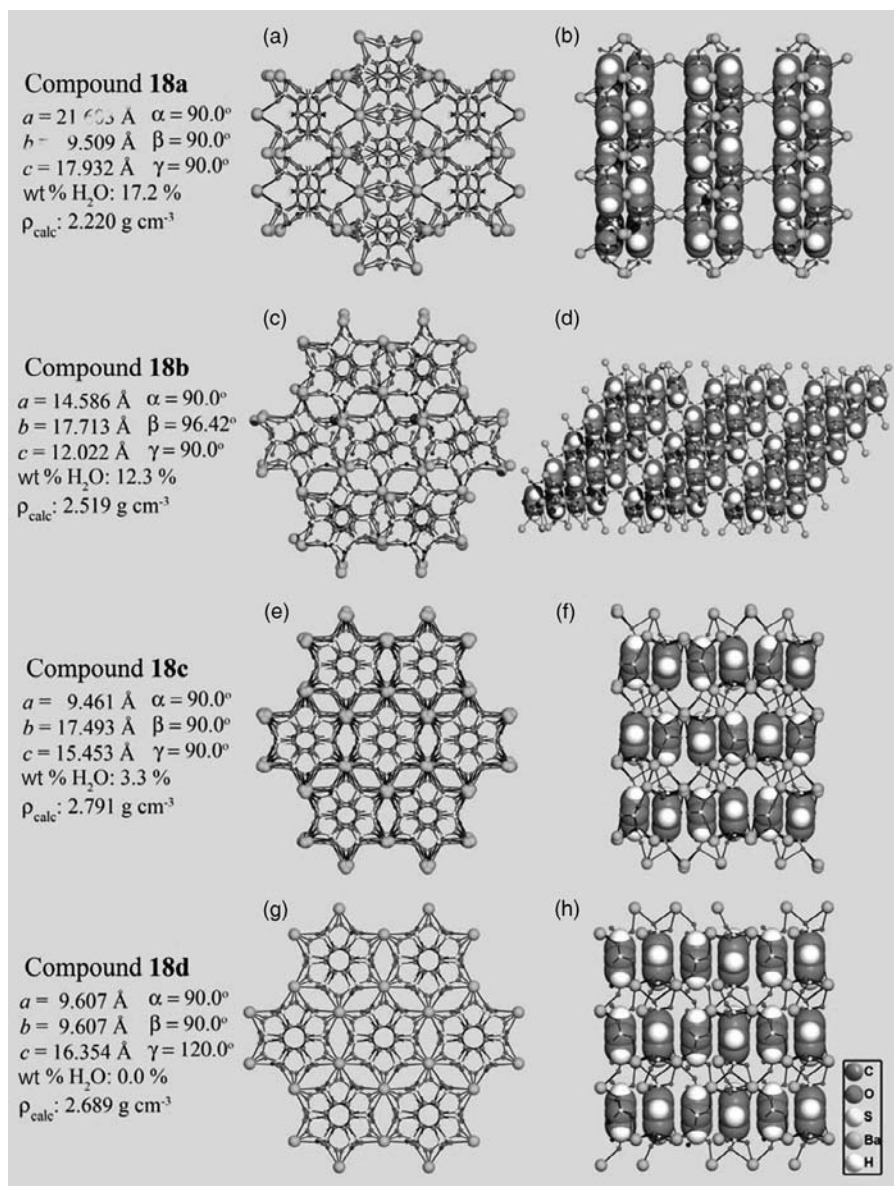 (a)
(b)
Compound 18a
a = 21 603 Å α = 90.0°
b = 9.509 Å β = 90.0°
c = 17.932 Å γ = 90.0°
wt % H₂O: 17.2 %
ρcalc: 2.220 g cm⁻³
(c)
(d)
Compound 18b
a = 14.586 Å α = 90.0°
b = 17.713 Å β = 96.42°
c = 12.022 Å γ = 90.0°
wt % H₂O: 12.3 %
ρcalc: 2.519 g cm⁻³
(e)
(f)
Compound 18c
a = 9.461 Å α = 90.0°
b = 17.493 Å β = 90.0°
c = 15.453 Å γ = 90.0°
wt % H₂O: 3.3 %
ρcalc: 2.791 g cm⁻³
(g)
(h)
Compound 18d
a = 9.607 Å α = 90.0°
b = 9.607 Å β = 90.0°
c = 16.354 Å γ = 120.0°
wt % H₂O: 0.0 %
ρcalc: 2.689 g cm⁻³
C
O
S
Ba
H